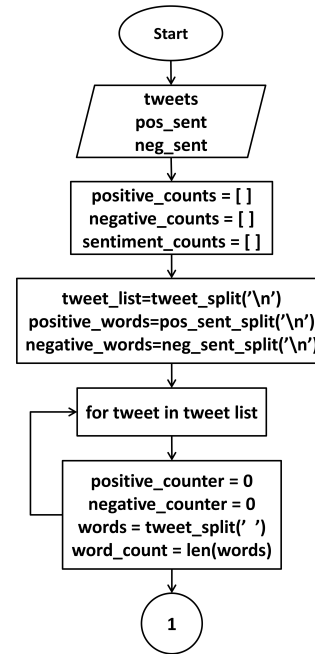 Start
tweets
pos_sent
neg_sent
positive_counts = [ ]
negative_counts = [ ]
sentiment_counts = [ ]
tweet_list=tweet_split('\n')
positive_words=pos_sent_split('\n')
negative_words=neg_sent_split('\n')
for tweet in tweet list
positive_counter = 0
negative_counter = 0
words = tweet_split(' ')
word_count = len(words)
1